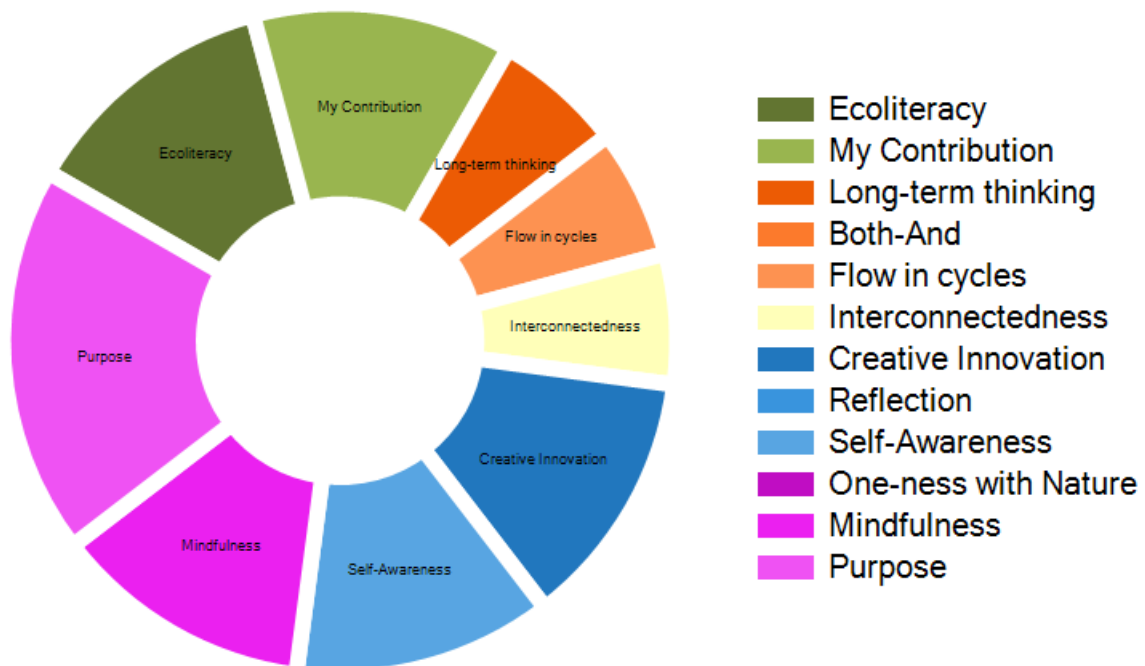 My Contribution
Ecoliteracy
Long-term thinking
Flow in cycles
Interconnectedness
Purpose
Creative Innovation
Mindfulness
Self-Awareness
Ecoliteracy
My Contribution
Long-term thinking
Both-And
Flow in cycles
Interconnectedness
Creative Innovation
Reflection
Self-Awareness
One-ness with Nature
Mindfulness
Purpose